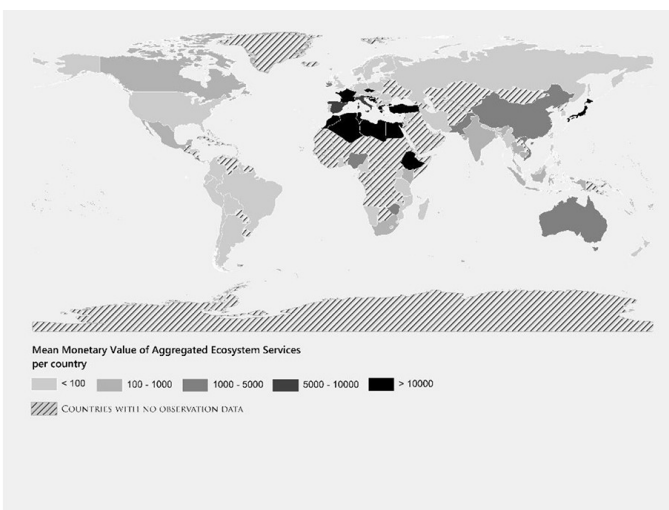 Mean Monetary Value of Aggregated Ecosystem Services
per country
< 100 100 - 1000 1000 - 5000 5000 - 10000 > 10000
COUNTRIES WITH NO OBSERVATION DATA